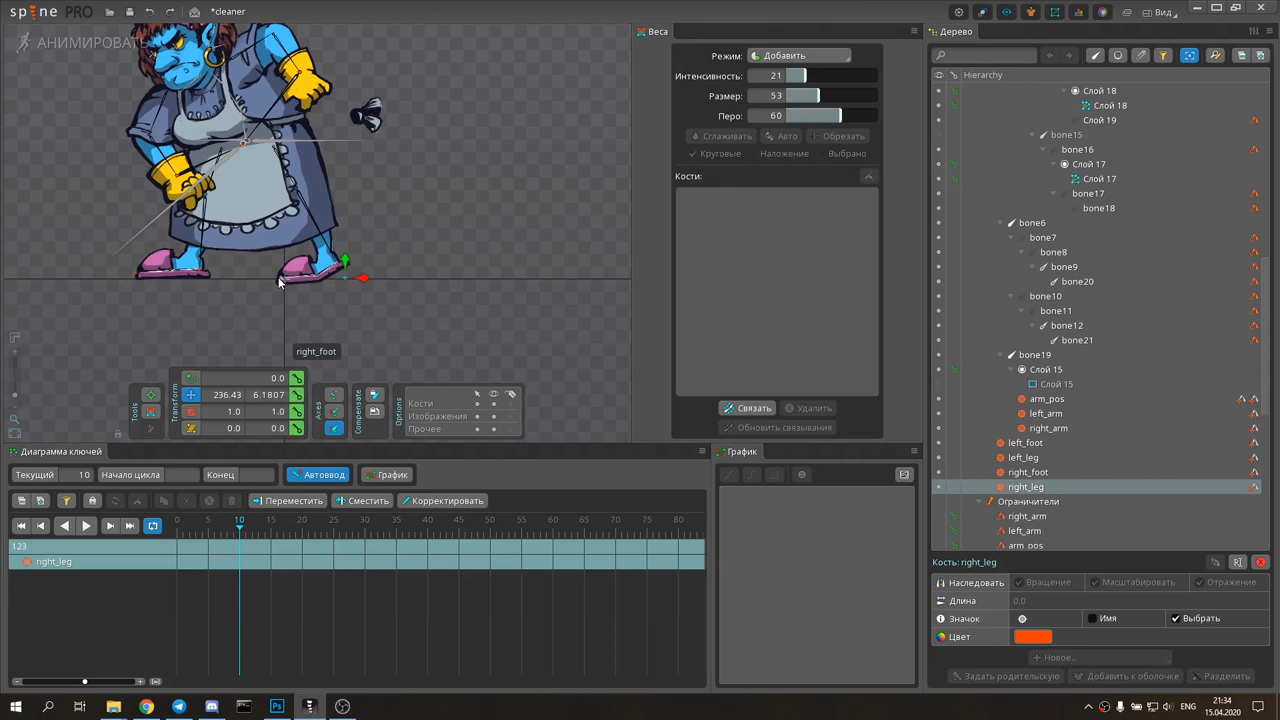 spine PRO
*cleaner
Вид
АНИМИРОВАТЬ
right_foot
Tools
Transform
0.0
236.43 6.1807
1.0 1.0
0.0 0.0
Axes
Compensate
Options
Кости
Изображения
Прочее
Веса
Режим: Добавить
Интенсивность: 21
Размер: 53
Перо: 60
Сглаживать Авто Обрезать
Круговые Наложение Выбрано
Кости:
Связать Удалить
Обновить связывания
Дерево
Hierarchy
Слой 18
Слой 18
Слой 19
bone15
bone16
Слой 17
Слой 17
bone17
bone18
bone6
bone7
bone8
bone9
bone20
bone10
bone11
bone12
bone21
bone19
Слой 15
Слой 15
arm_pos
left_arm
right_arm
left_foot
left_leg
right_foot
right_leg
Ограничители
right_arm
left_arm
arm_pos
Кость: right_leg
Наследовать Вращение Масштабировать Отражение
Длина 0.0
Значок Имя Выбрать
Цвет
+ Новое...
Задать родительскую Добавить к оболочке Разделить
Диаграмма ключей
Текущий 10 Начало цикла Конец Автоввод График
Переместить Сместить Корректировать
0 5 10 15 20 25 30 35 40 45 50 55 60 65 70 75 80
123
right_leg
График
Ps
ENG
21:34
15.04.2020